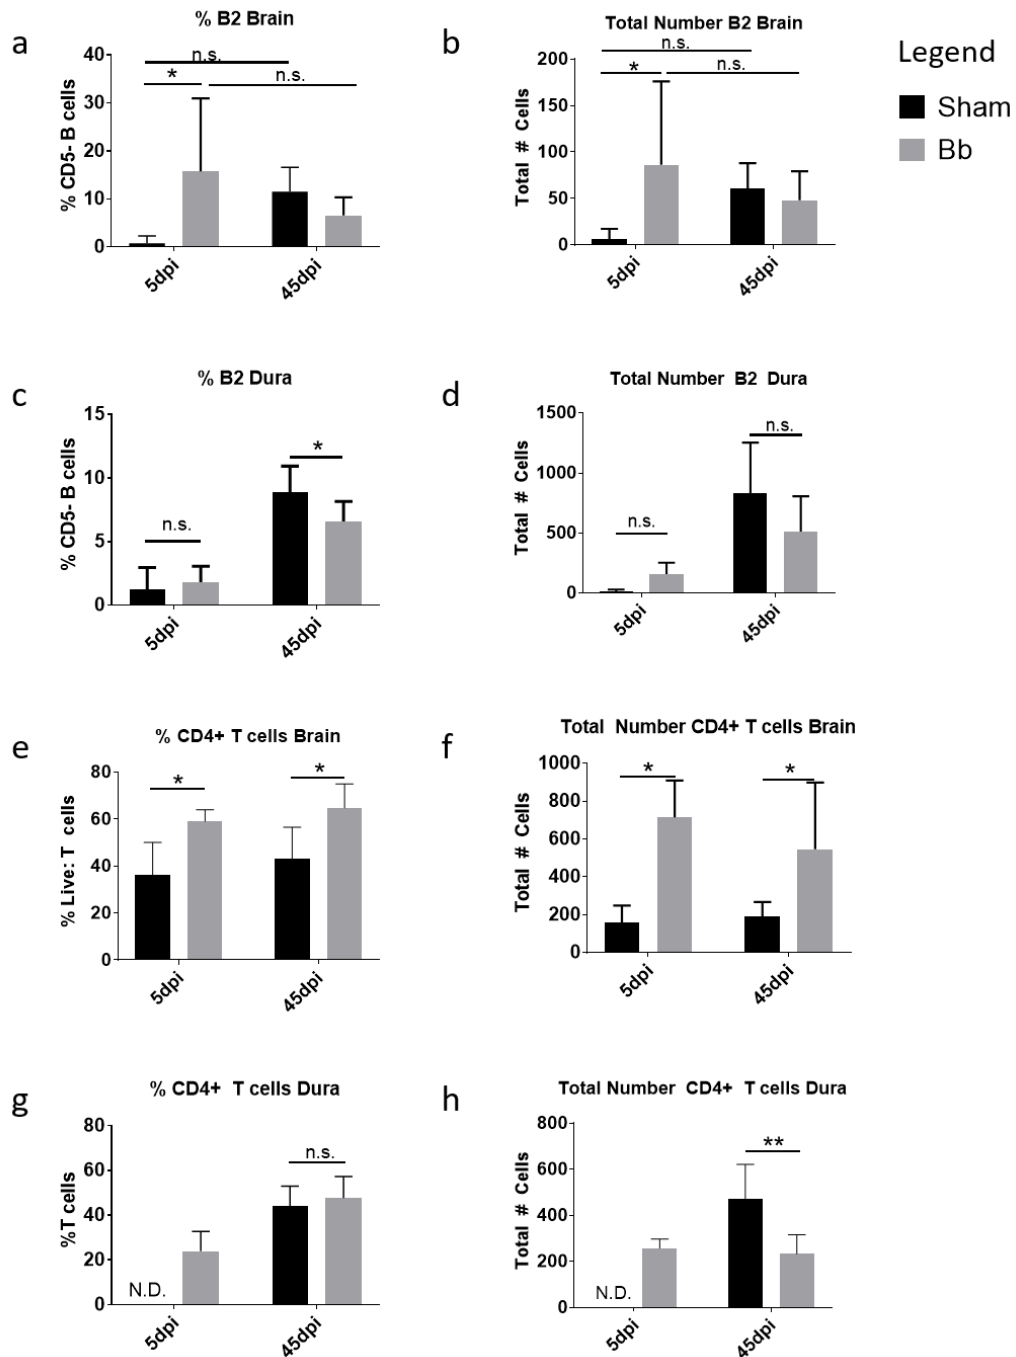 a
% B2 Brain
% CD5- B cells
40
30
20
10
0
n.s.
*
n.s.
5dpi
45dpi
b
Total Number B2 Brain
Total # Cells
200
150
100
50
0
n.s.
*
n.s.
5dpi
45dpi
Legend
Sham
Bb
c
% B2 Dura
% CD5- B cells
15
10
5
0
n.s.
*
5dpi
45dpi
d
Total Number B2 Dura
Total # Cells
1500
1000
500
0
n.s.
n.s.
5dpi
45dpi
e
% CD4+ T cells Brain
% Live: T cells
80
60
40
20
0
*
*
5dpi
45dpi
f
Total Number CD4+ T cells Brain
Total # Cells
1000
800
600
400
200
0
*
*
5dpi
45dpi
g
% CD4+ T cells Dura
%T cells
80
60
40
20
0
N.D.
n.s.
5dpi
45dpi
h
Total Number CD4+ T cells Dura
Total # Cells
800
600
400
200
0
N.D.
**
5dpi
45dpi